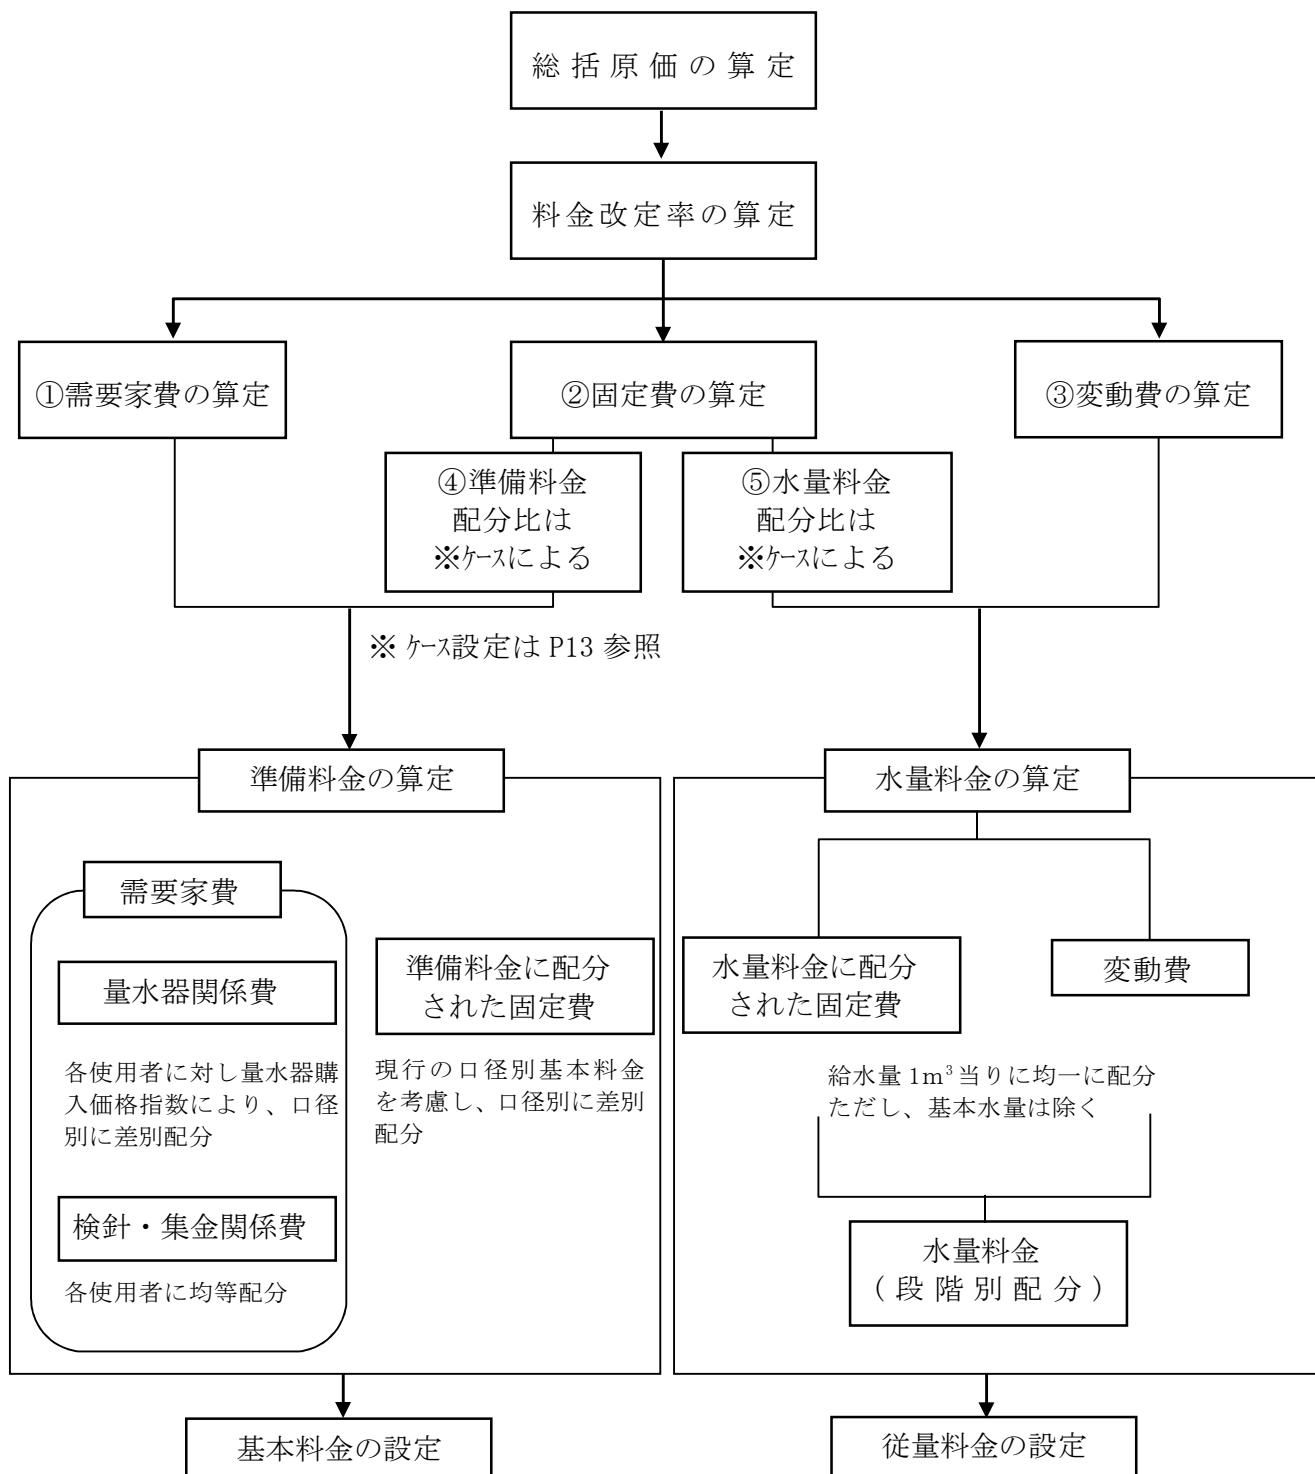 総括原価の算定
料金改定率の算定
①需要家費の算定
②固定費の算定
③変動費の算定
④準備料金
配分比は
※ｹｰｽによる
⑤水量料金
配分比は
※ｹｰｽによる
※ ｹｰｽ設定は P13 参照
準備料金の算定
需要家費
量水器関係費
各使用者に対し量水器購
入価格指数により、口径
別に差別配分
検針・集金関係費
各使用者に均等配分
準備料金に配分
された固定費
現行の口径別基本料金
を考慮し、口径別に差別
配分
基本料金の設定
水量料金の算定
水量料金に配分
された固定費
変動費
給水量 1m³当りに均一に配分
ただし、基本水量は除く
水量料金
（段階別配分）
従量料金の設定